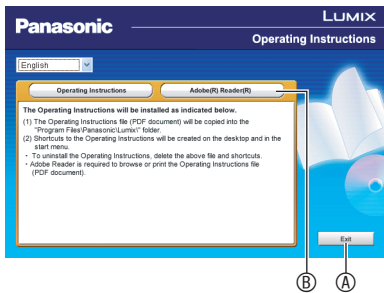 Panasonic
LUMIX
Operating Instructions
English
Operating Instructions
Adobe(R) Reader(R)
The Operating Instructions will be installed as indicated below.
(1) The Operating Instructions file (PDF document) will be copied into the
"Program Files\Panasonic\Lumix\" folder.
(2) Shortcuts to the Operating Instructions will be created on the desktop and in the
start menu.
・ To uninstall the Operating Instructions, delete the above file and shortcuts.
・ Adobe Reader is required to browse or print the Operating Instructions file
(PDF document).
Exit
Ⓑ Ⓐ